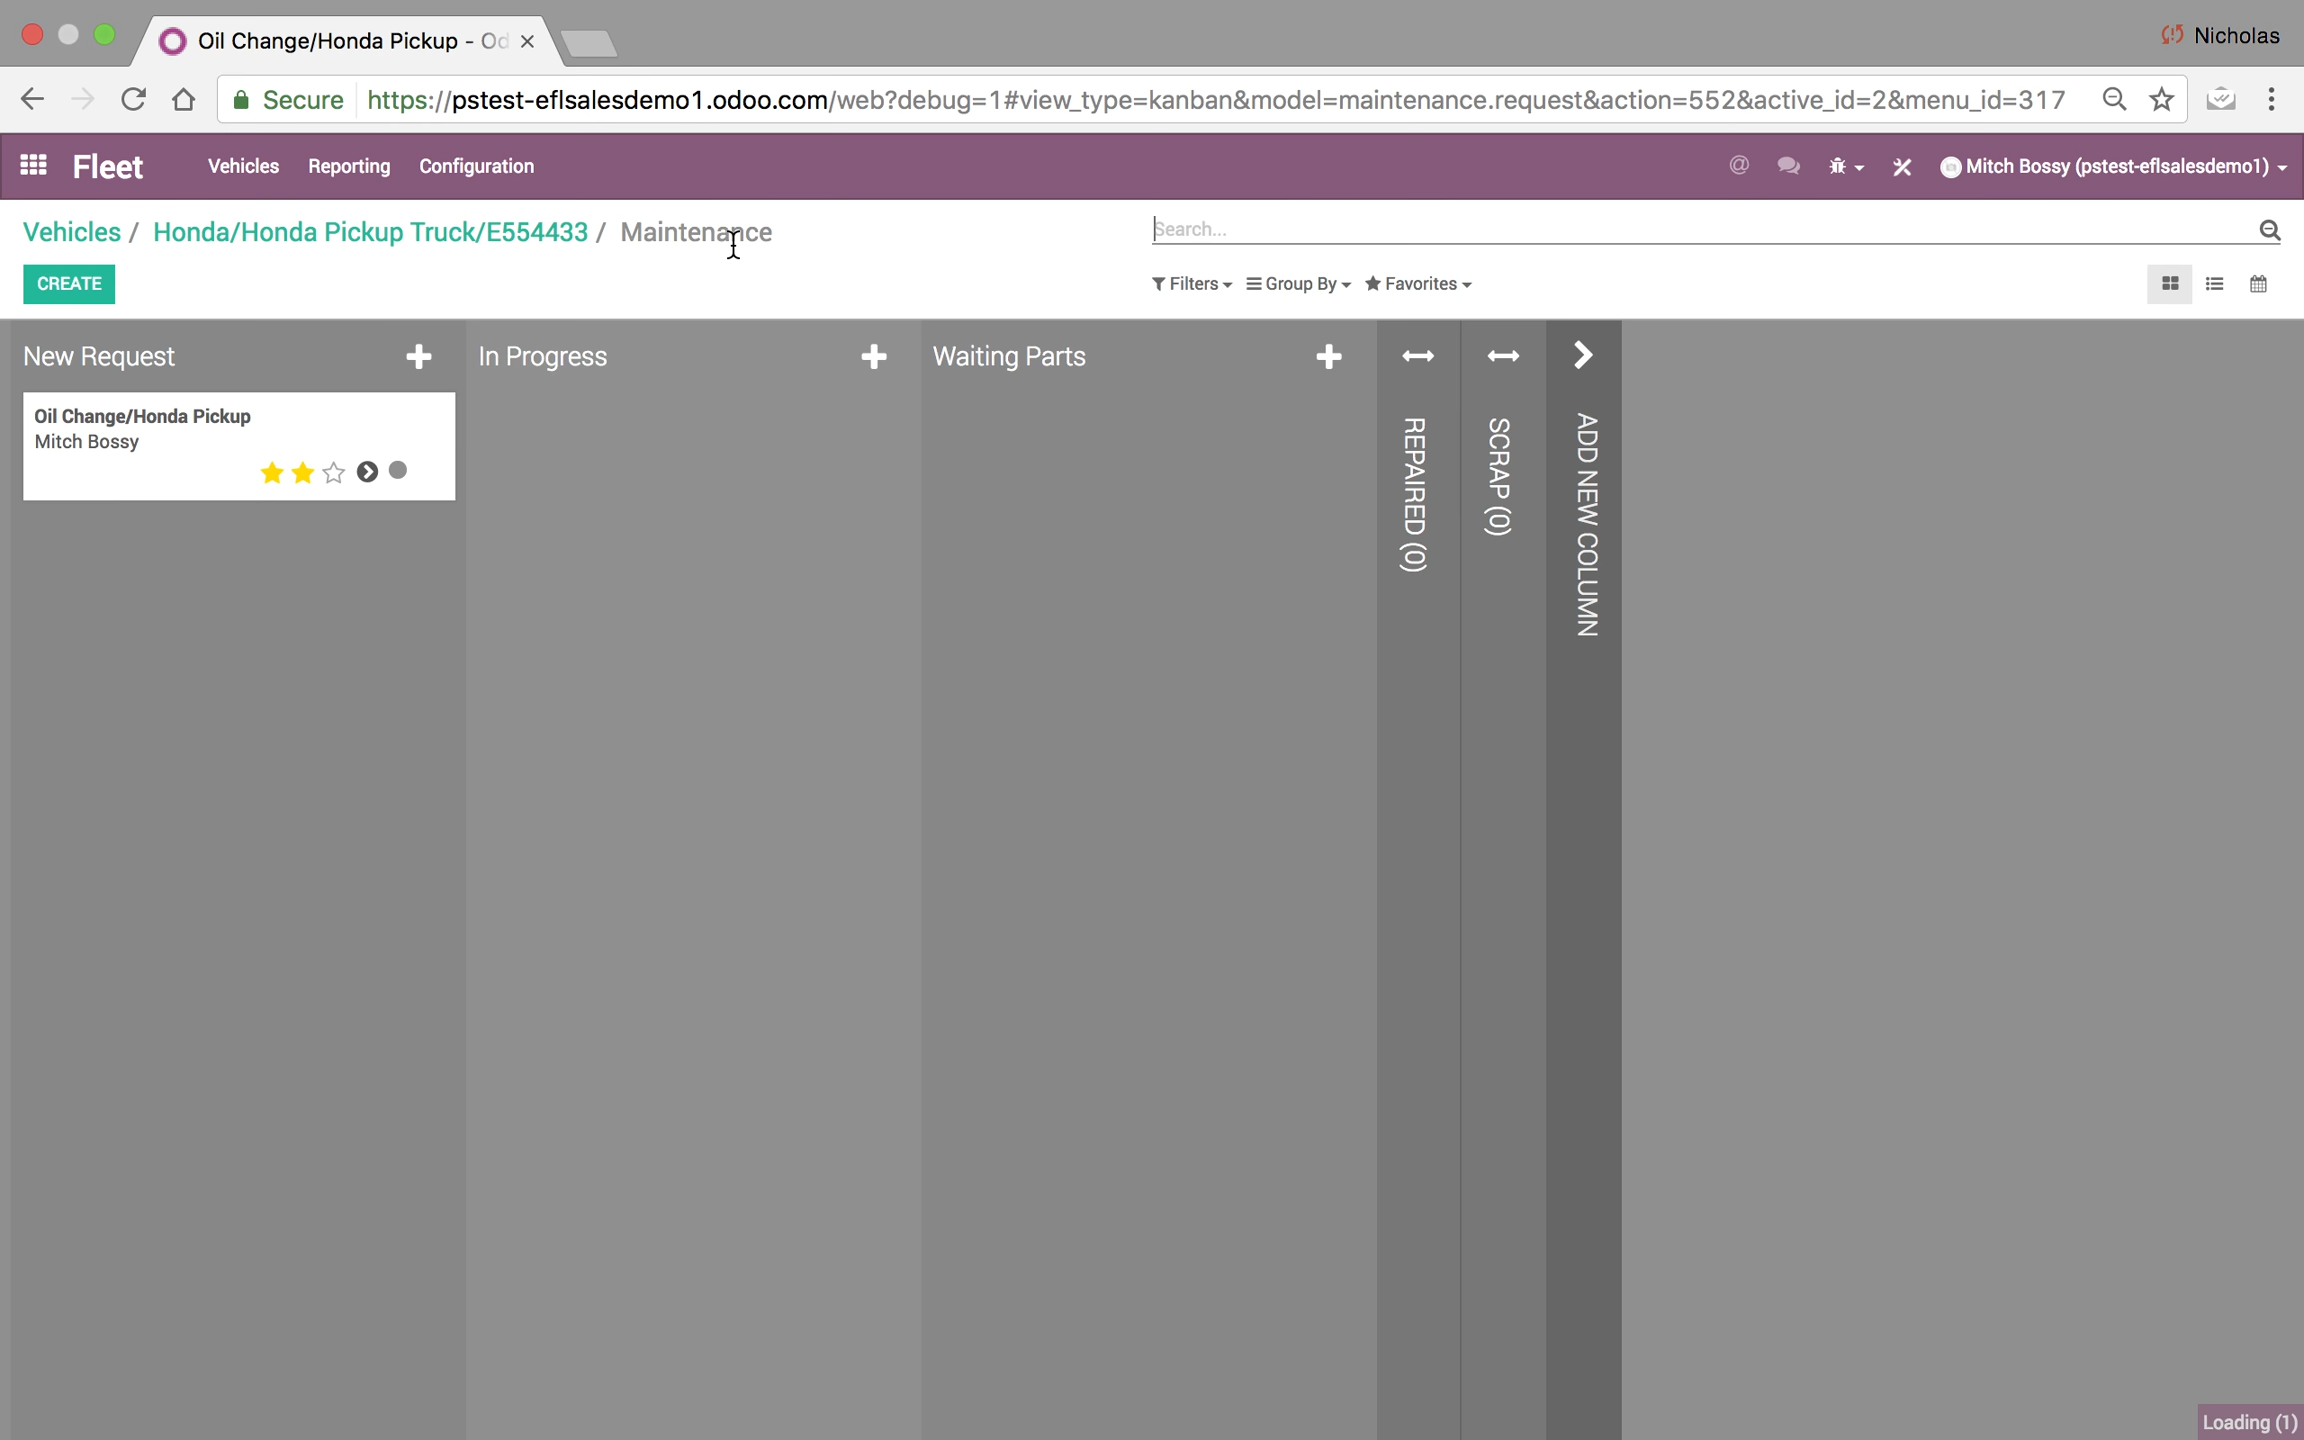 Oil Change/Honda Pickup - Od
Nicholas
Secure https://pstest-eflsalesdemo1.odoo.com/web?debug=1#view_type=kanban&model=maintenance.request&action=552&active_id=2&menu_id=317
Fleet Vehicles Reporting Configuration
@ Mitch Bossy (pstest-eflsalesdemo1)
Vehicles / Honda/Honda Pickup Truck/E554433 / Maintenance
Search...
CREATE
Filters Group By Favorites
New Request
In Progress
Waiting Parts
Oil Change/Honda Pickup
Mitch Bossy
REPAIRED (0)
SCRAP (0)
ADD NEW COLUMN
Loading (1)